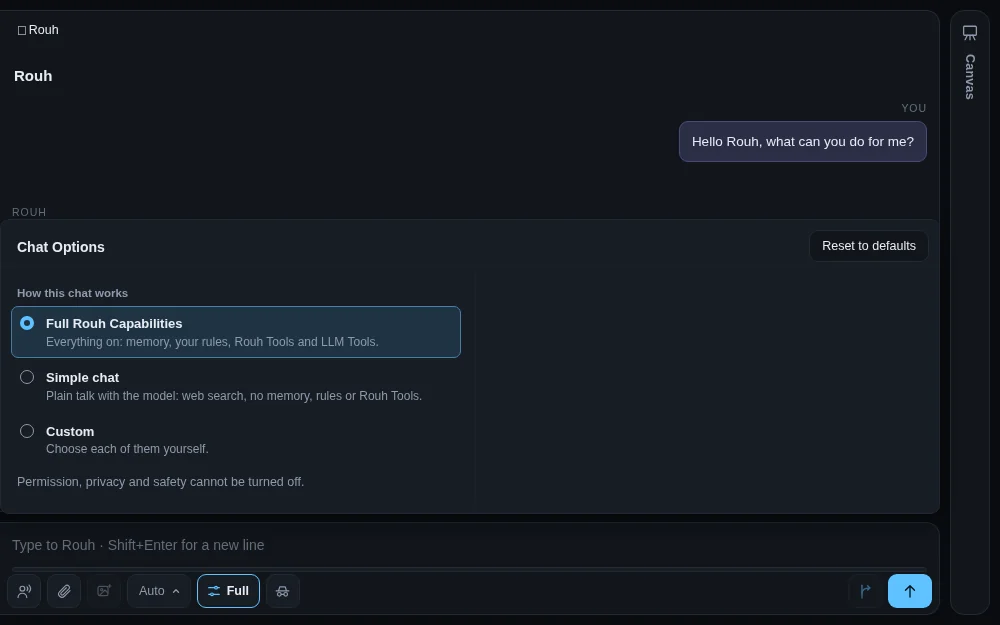 Rouh
Rouh
YOU
Hello Rouh, what can you do for me?
ROUH
Chat Options
Reset to defaults
How this chat works
Full Rouh Capabilities
Everything on: memory, your rules, Rouh Tools and LLM Tools.
Simple chat
Plain talk with the model: web search, no memory, rules or Rouh Tools.
Custom
Choose each of them yourself.
Permission, privacy and safety cannot be turned off.
Type to Rouh · Shift+Enter for a new line
Auto
Full
Canvas